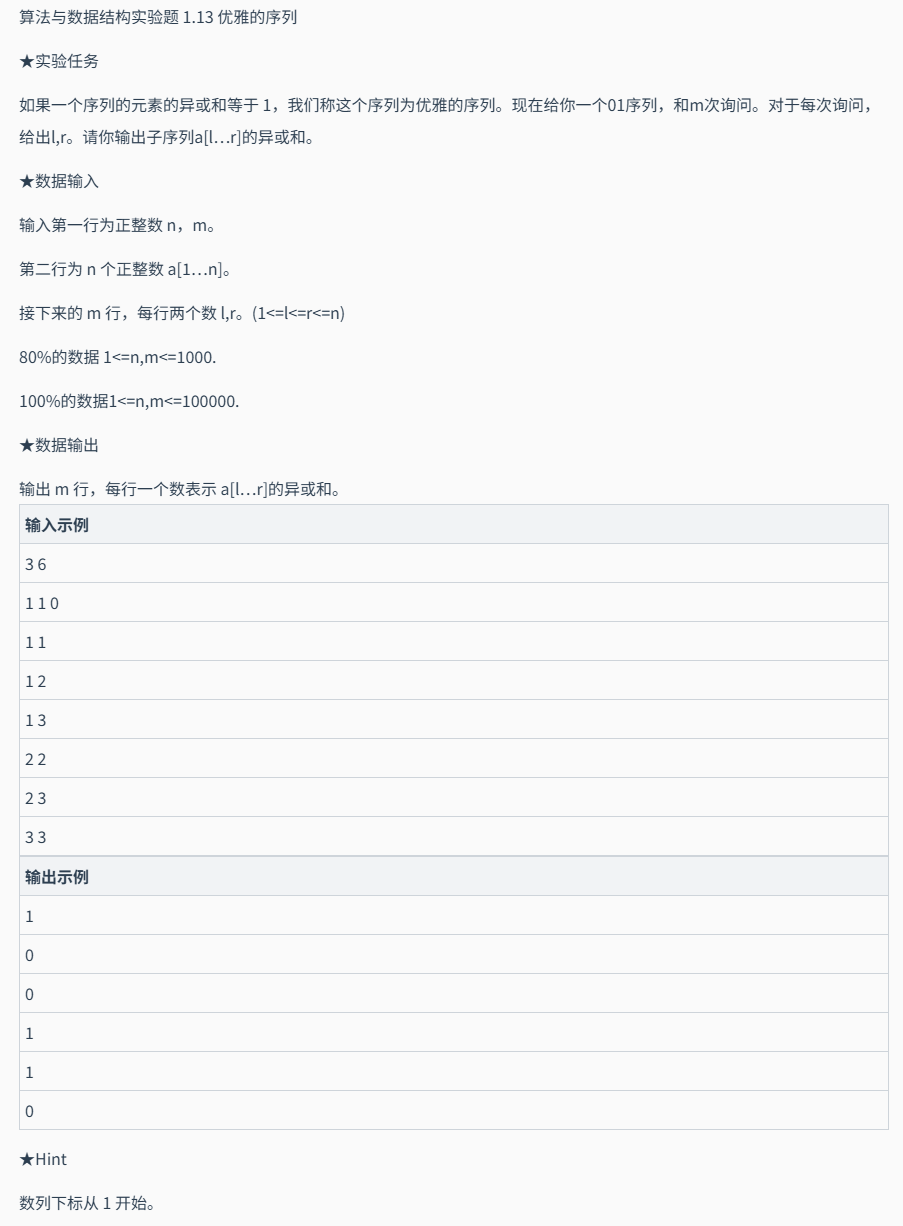 算法与数据结构实验题 1.13 优雅的序列
★实验任务
如果一个序列的元素的异或和等于 1，我们称这个序列为优雅的序列。现在给你一个01序列，和m次询问。对于每次询问，
给出l,r。请你输出子序列a[l…r]的异或和。
★数据输入
输入第一行为正整数 n，m。
第二行为 n 个正整数 a[1…n]。
接下来的 m 行，每行两个数 l,r。(1<=l<=r<=n)
80%的数据 1<=n,m<=1000.
100%的数据1<=n,m<=100000.
★数据输出
输出 m 行，每行一个数表示 a[l…r]的异或和。
输入示例
3 6
1 1 0
1 1
1 2
1 3
2 2
2 3
3 3
输出示例
1
0
0
1
1
0
★Hint
数列下标从 1 开始。